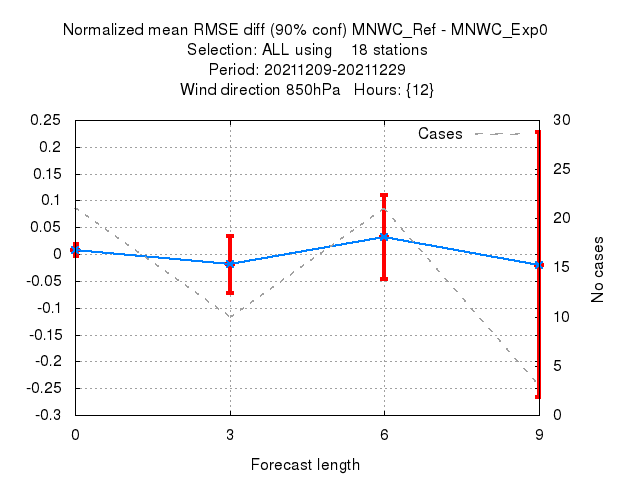 Normalized mean RMSE diff (90% conf) MNWC_Ref - MNWC_Exp0
Selection: ALL using    18 stations
Period: 20211209-20211229
Wind direction 850hPa   Hours: {12}
Cases
0.25
0.2
0.15
0.1
0.05
0
-0.05
-0.1
-0.15
-0.2
-0.25
-0.3
30
25
20
15
10
5
0
No cases
0 3 6 9
Forecast length